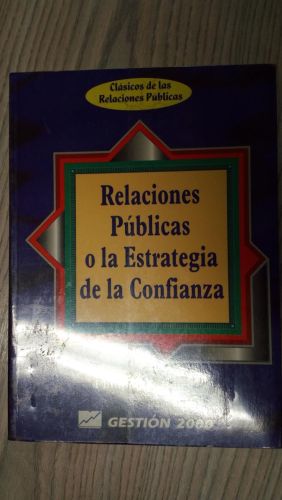 Clásicos de las
Relaciones Públicas
Relaciones
Públicas
o la Estrategia
de la Confianza
GESTIÓN 2000